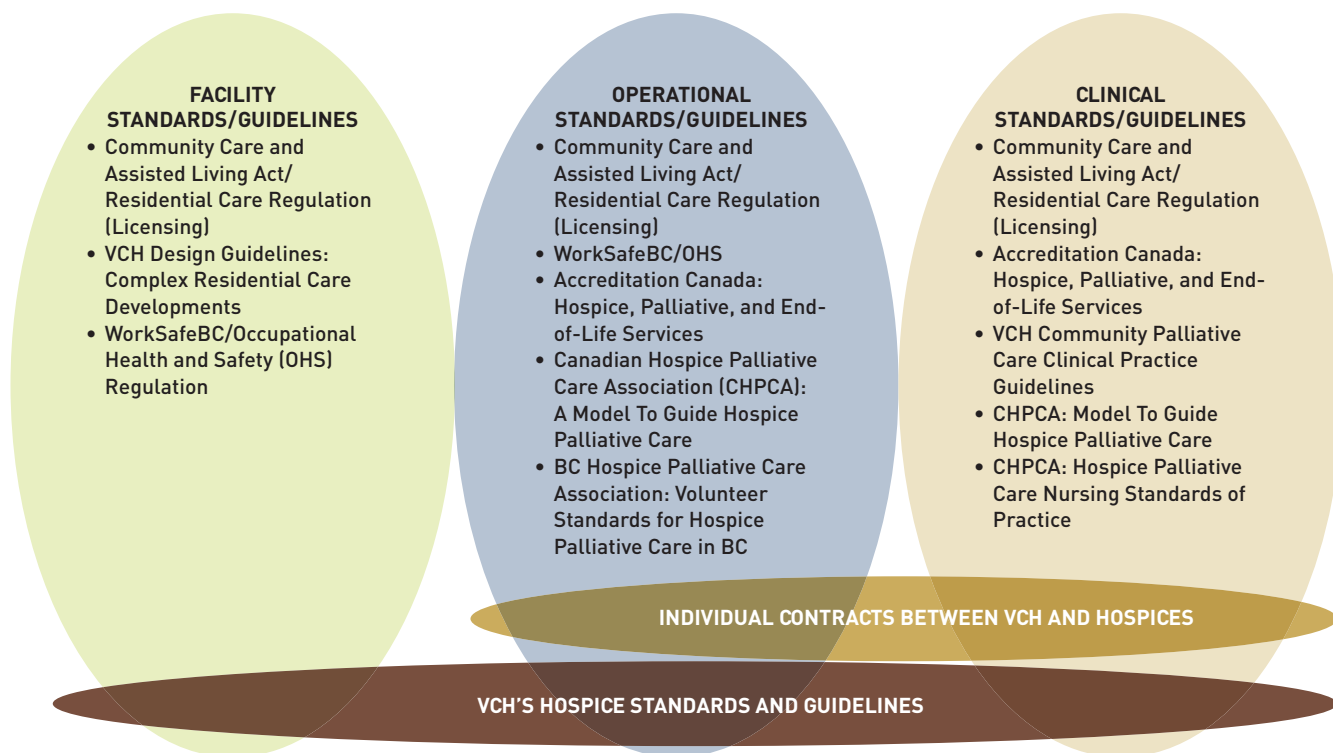 FACILITY
STANDARDS/GUIDELINES
• Community Care and
Assisted Living Act/
Residential Care Regulation
(Licensing)
• VCH Design Guidelines:
Complex Residential Care
Developments
• WorkSafeBC/Occupational
Health and Safety (OHS)
Regulation
OPERATIONAL
STANDARDS/GUIDELINES
• Community Care and
Assisted Living Act/
Residential Care Regulation
(Licensing)
• WorkSafeBC/OHS
• Accreditation Canada:
Hospice, Palliative, and End-
of-Life Services
• Canadian Hospice Palliative
Care Association (CHPCA):
A Model To Guide Hospice
Palliative Care
• BC Hospice Palliative Care
Association: Volunteer
Standards for Hospice
Palliative Care in BC
CLINICAL
STANDARDS/GUIDELINES
• Community Care and
Assisted Living Act/
Residential Care Regulation
(Licensing)
• Accreditation Canada:
Hospice, Palliative, and End-
of-Life Services
• VCH Community Palliative
Care Clinical Practice
Guidelines
• CHPCA: Model To Guide
Hospice Palliative Care
• CHPCA: Hospice Palliative
Care Nursing Standards of
Practice
INDIVIDUAL CONTRACTS BETWEEN VCH AND HOSPICES
VCH'S HOSPICE STANDARDS AND GUIDELINES